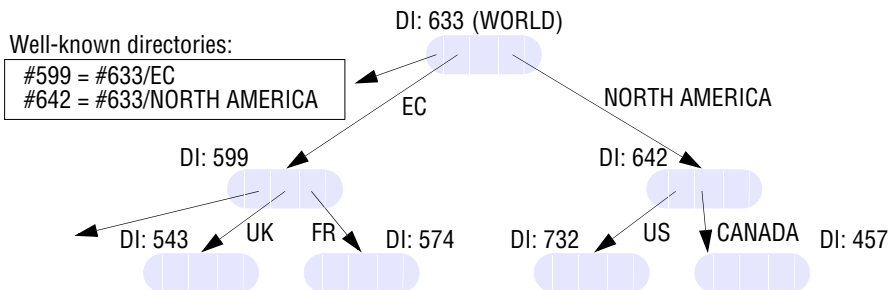 DI: 633 (WORLD)
Well-known directories:
#599 = #633/EC
#642 = #633/NORTH AMERICA
EC
NORTH AMERICA
DI: 599
DI: 642
DI: 543
UK
FR
DI: 574
DI: 732
US
CANADA
DI: 457